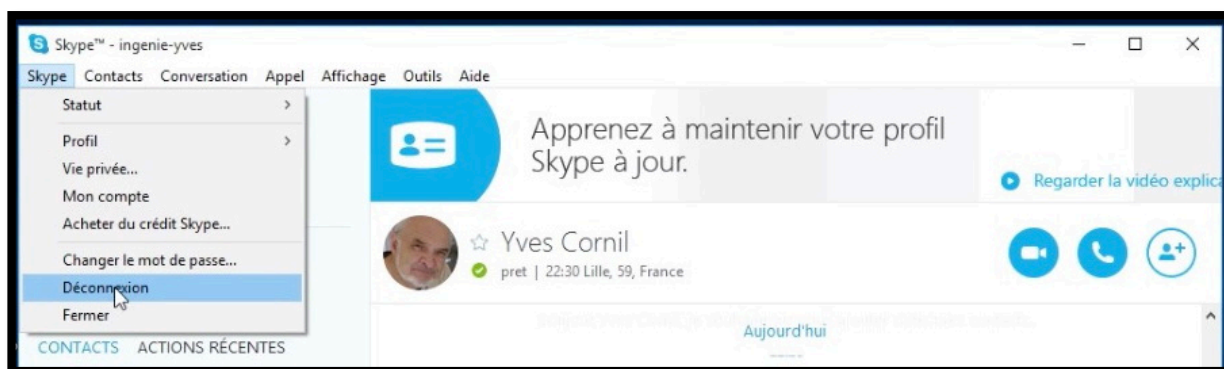 Skype™ - ingenie-yves
Skype Contacts Conversation Appel Affichage Outils Aide
Statut
Profil
Vie privée...
Mon compte
Acheter du crédit Skype...
Changer le mot de passe...
Déconnexion
Fermer
CONTACTS ACTIONS RÉCENTES
Apprenez à maintenir votre profil
Skype à jour.
Regarder la vidéo explica
Yves Cornil
pret | 22:30 Lille, 59, France
Aujourd'hui